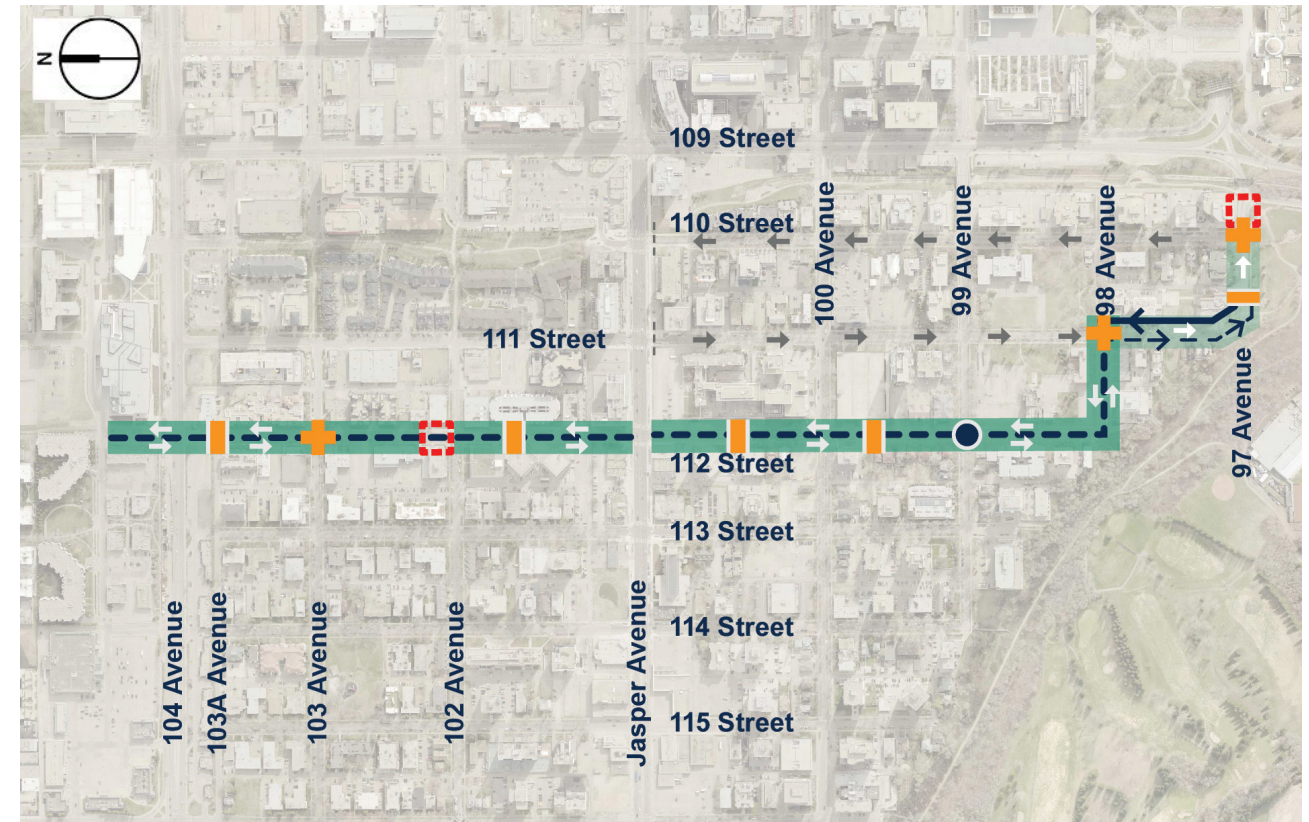 N
109 Street
110 Street
100 Avenue
99 Avenue
98 Avenue
111 Street
97 Avenue
112 Street
113 Street
104 Avenue
103A Avenue
103 Avenue
102 Avenue
Jasper Avenue
114 Street
115 Street